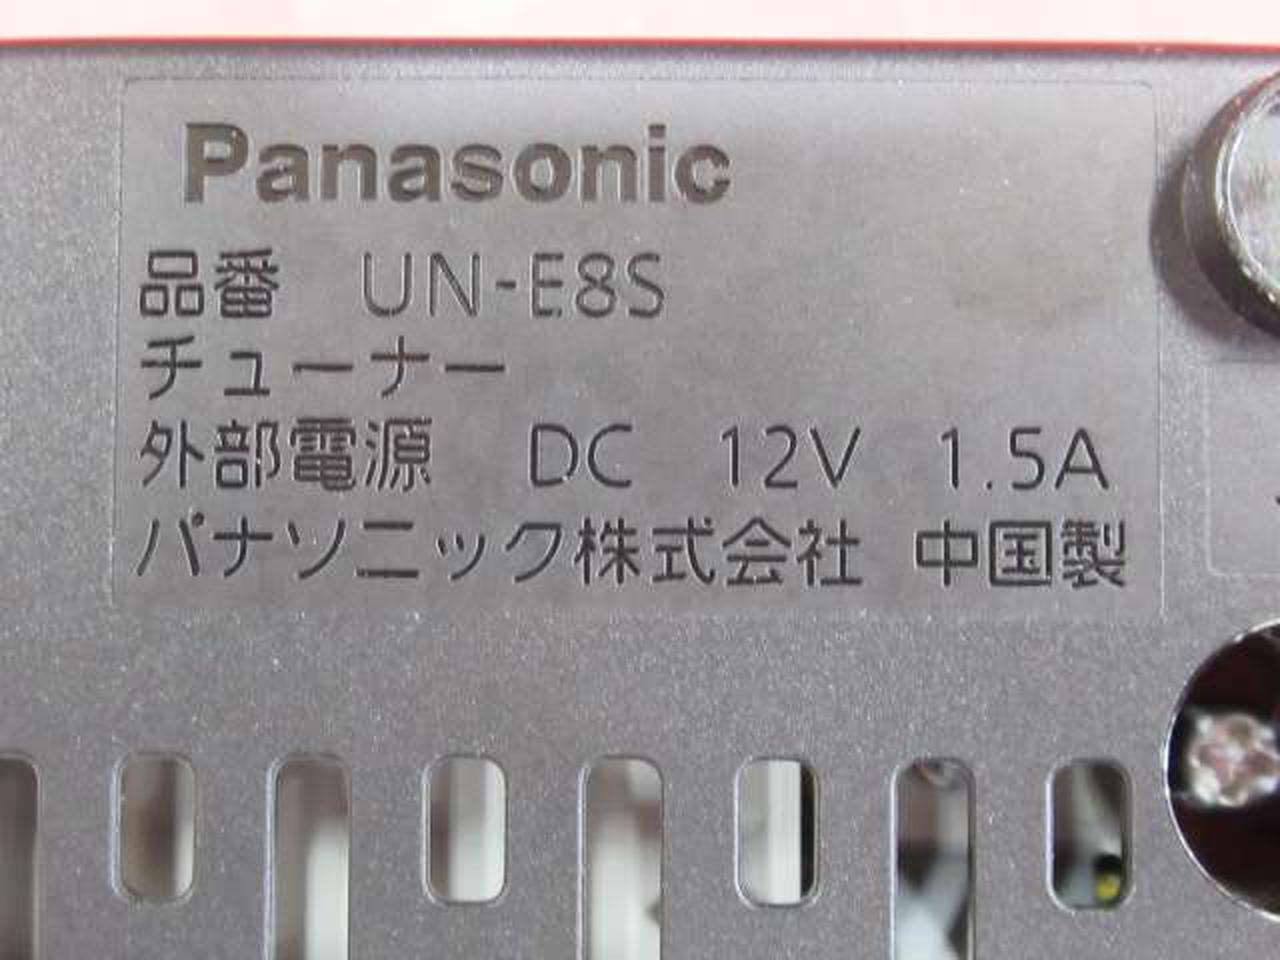 Panasonic
品番 UN-E8S
チューナー
外部電源 DC 12V 1.5A
パナソニック株式会社 中国製